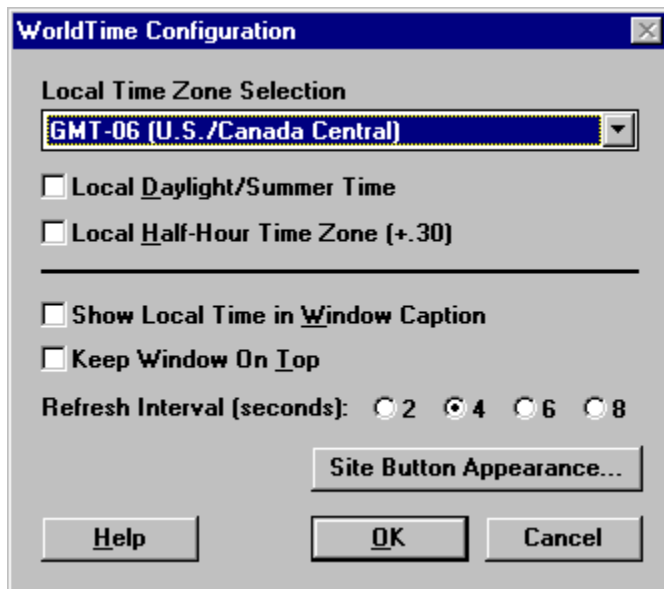 WorldTime Configuration
Local Time Zone Selection
GMT-06 (U.S./Canada Central)
Local Daylight/Summer Time
Local Half-Hour Time Zone (+.30)
Show Local Time in Window Caption
Keep Window On Top
Refresh Interval (seconds): 2 4 6 8
Site Button Appearance...
Help OK Cancel